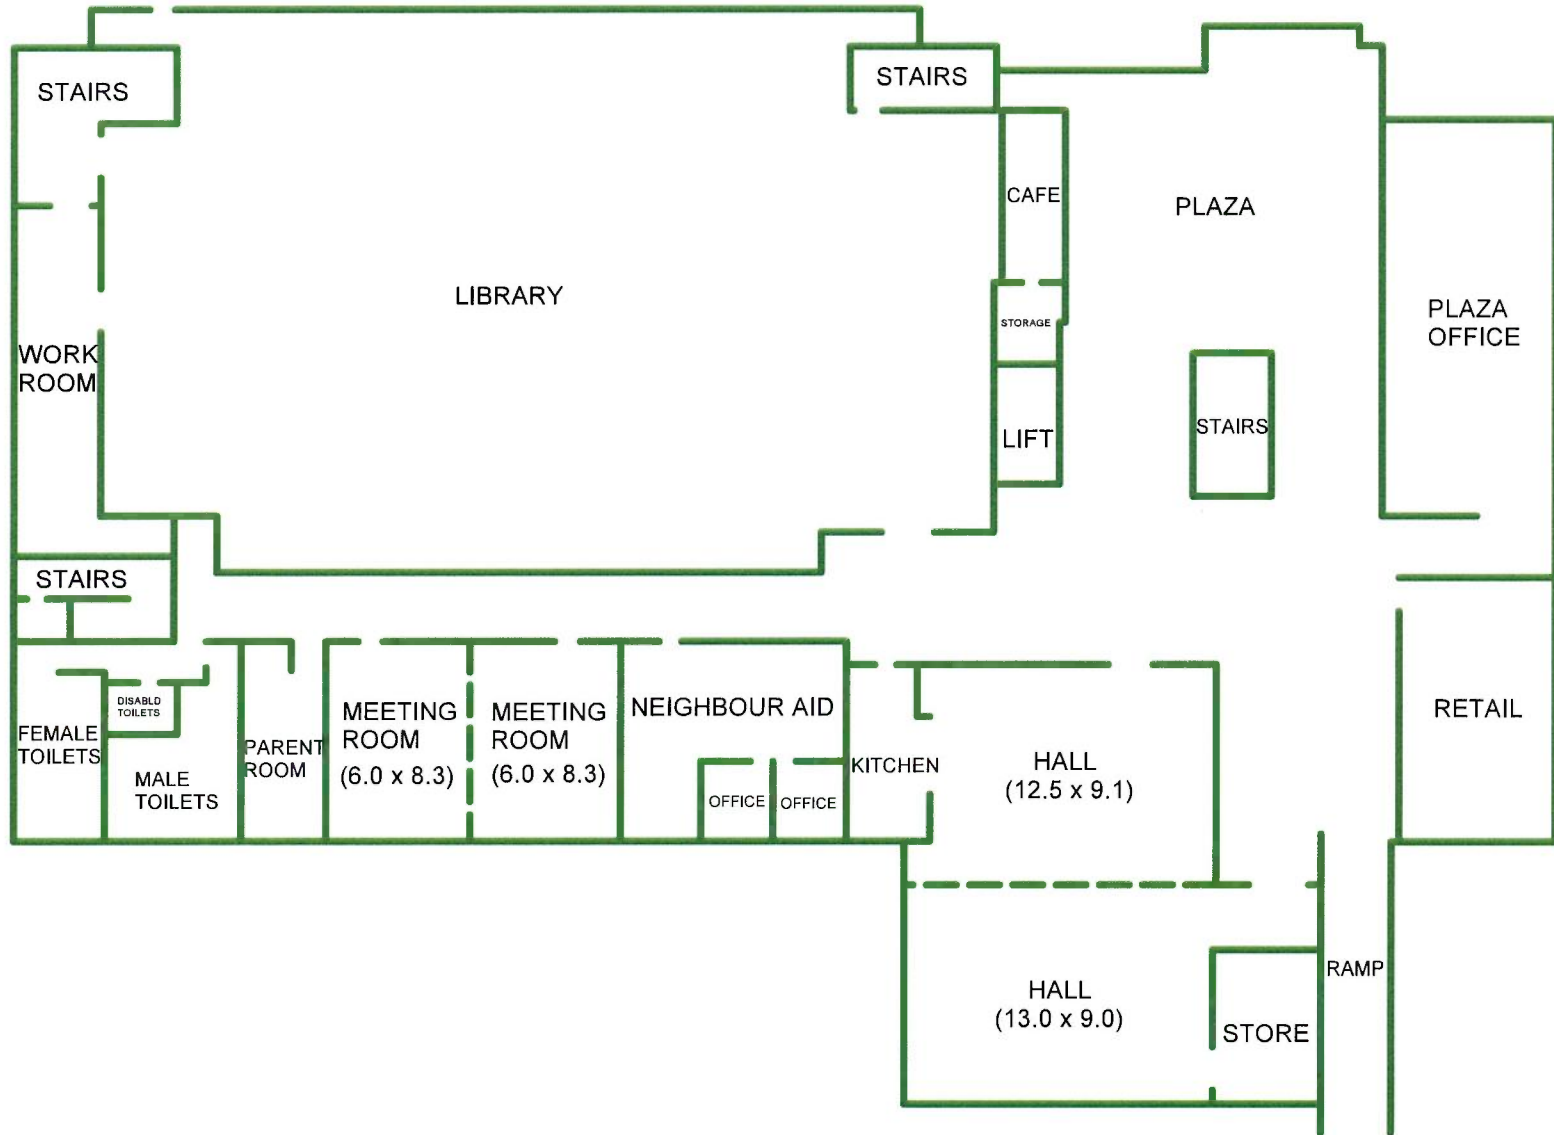 STAIRS
STAIRS
CAFE
PLAZA
LIBRARY
STORAGE
PLAZA
OFFICE
WORK
ROOM
LIFT
STAIRS
STAIRS
FEMALE
TOILETS
DISABLD
TOILETS
MALE
TOILETS
PARENT
ROOM
MEETING
ROOM
(6.0 x 8.3)
MEETING
ROOM
(6.0 x 8.3)
NEIGHBOUR AID
OFFICE
OFFICE
KITCHEN
HALL
(12.5 x 9.1)
RETAIL
HALL
(13.0 x 9.0)
STORE
RAMP